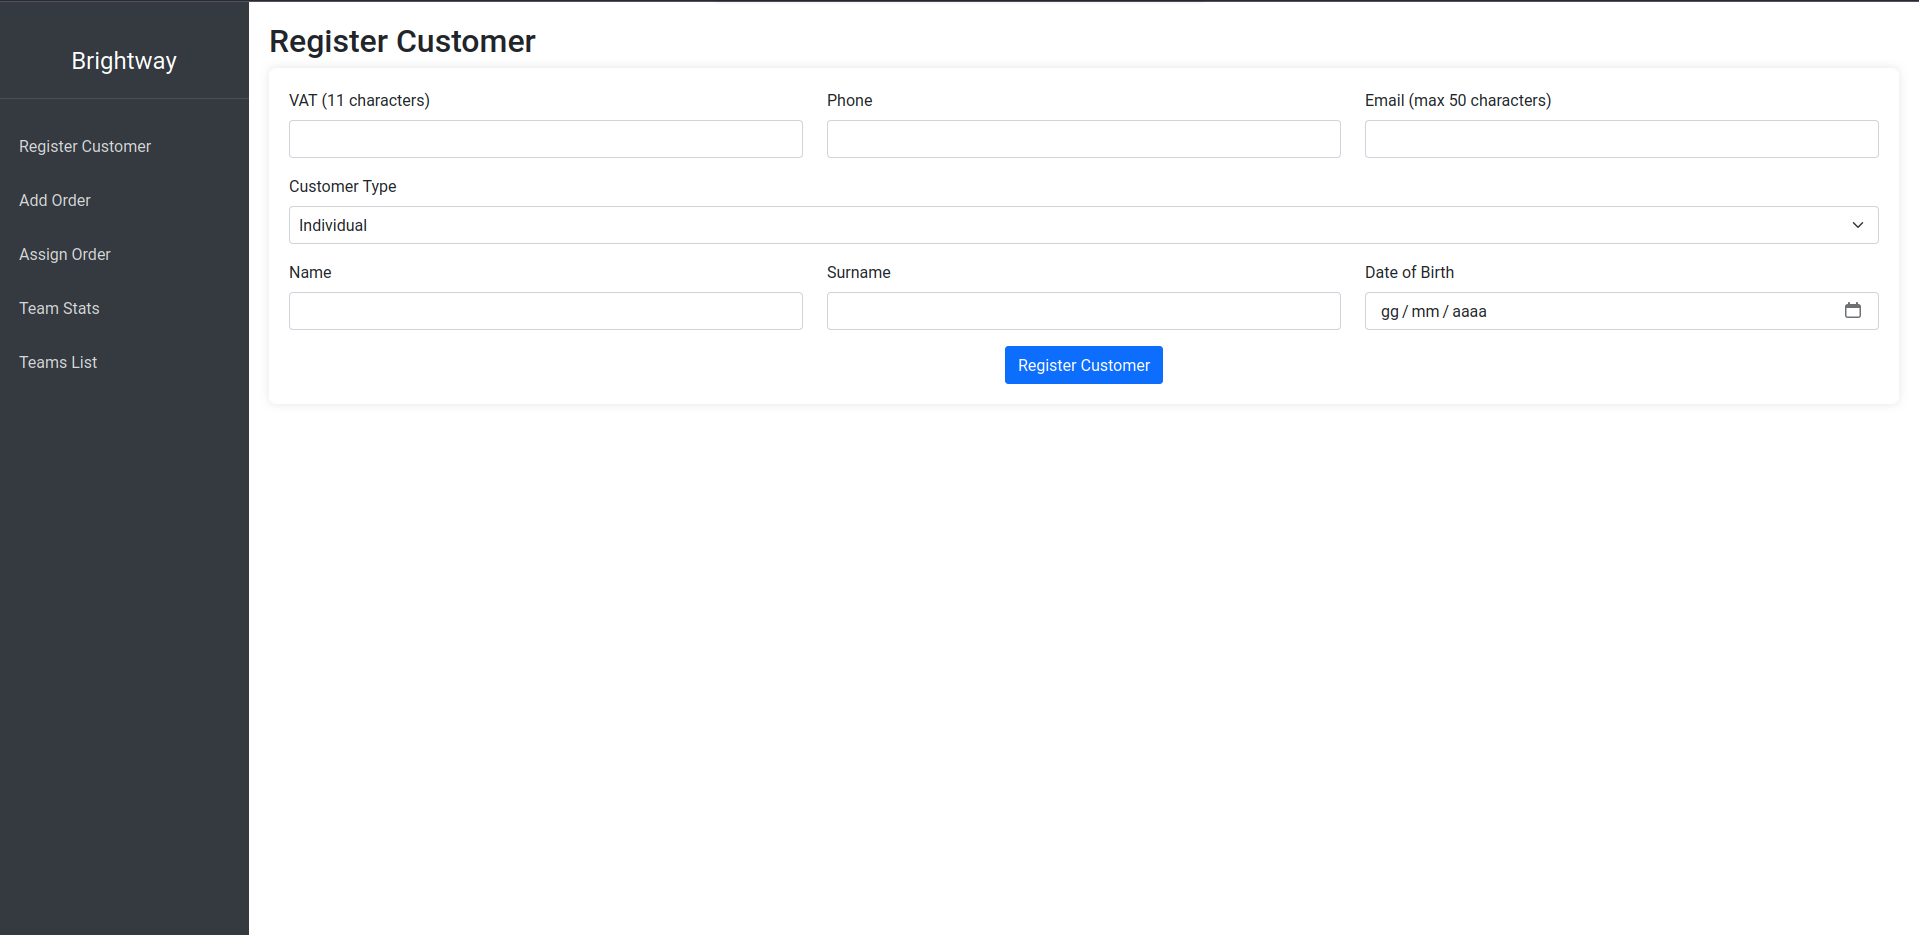 Brightway
Register Customer
Add Order
Assign Order
Team Stats
Teams List
Register Customer
VAT (11 characters)
Phone
Email (max 50 characters)
Customer Type
Individual
Name
Surname
Date of Birth
gg/mm/aaaa
Register Customer